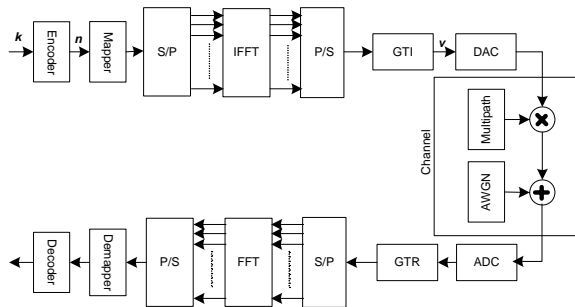 k
Encoder
n
Mapper
S/P
IFFT
P/S
GTI
v
DAC
Channel
Multipath
AWGN
Decoder
Demapper
P/S
FFT
S/P
GTR
ADC